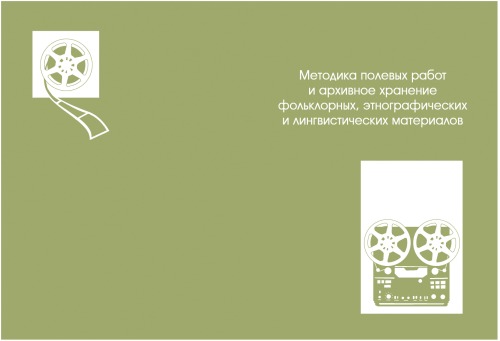 Методика полевых работ
и архивное хранение
фольклорных, этнографических
и лингвистических материалов